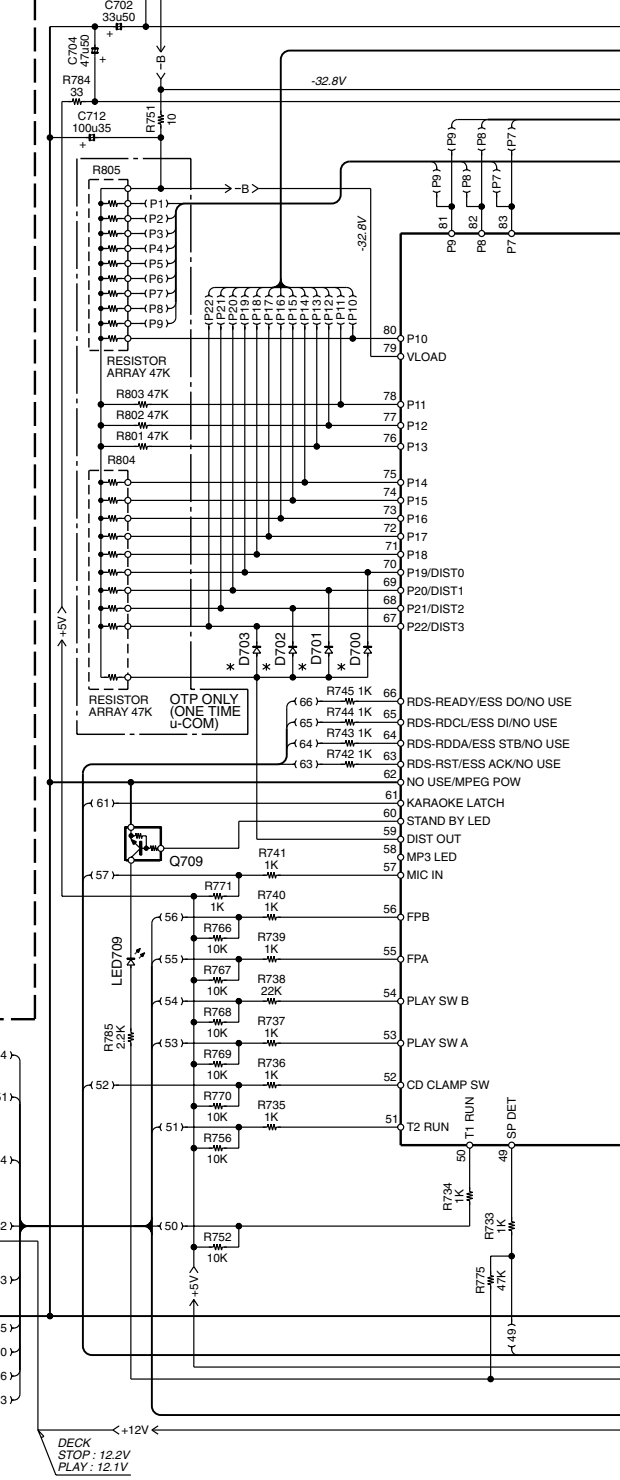 C702
33u50
C704
47u50
+
+
-B
R784
33
-32.8V
R751
10
C712
100u35
+
R805
-B
-32.8V
P1
P2
P3
P4
P5
P6
P7
P8
P9
P9
P8
P7
P9
P8
P7
81
82
83
P9
P8
P7
P22
P21
P20
P19
P18
P17
P16
P15
P14
P13
P12
P11
P10
80 P10
79 VLOAD
RESISTOR
ARRAY 47K
R803 47K
78 P11
R802 47K
77 P12
R801 47K
76 P13
R804
75 P14
74 P15
73 P16
72 P17
71 P18
70 P19/DIST0
69 P20/DIST1
68 P21/DIST2
67 P22/DIST3
+5V
* D703
* D702
* D701
* D700
RESISTOR
ARRAY 47K
OTP ONLY
(ONE TIME
u-COM)
66 R745 1K 66 RDS-READY/ESS DO/NO USE
65 R744 1K 65 RDS-RDCL/ESS DI/NO USE
64 R743 1K 64 RDS-RDDA/ESS STB/NO USE
63 R742 1K 63 RDS-RST/ESS ACK/NO USE
62 NO USE/MPEG POW
61 61 KARAOKE LATCH
60 STAND BY LED
59 DIST OUT
Q709
58 MP3 LED
R741
1K
57 57 MIC IN
R771
1K
R740
1K
56 56 FPB
R766
10K
R739
1K
LED709
55 55 FPA
R767
10K
R738
22K
54 54 PLAY SW B
R768
10K
R737
1K
R785
2.2K
53 53 PLAY SW A
R769
10K
R736
1K
52 52 CD CLAMP SW
R770
10K
R735
1K
51 51 T2 RUN
R756
10K
T1 RUN
SP DET
50
49
R734
1K
R733
1K
50
R752
10K
R775
47K
+5V
49
4
51
4
2
3
5
0
6
3
+12V
DECK
STOP : 12.2V
PLAY : 12.1V